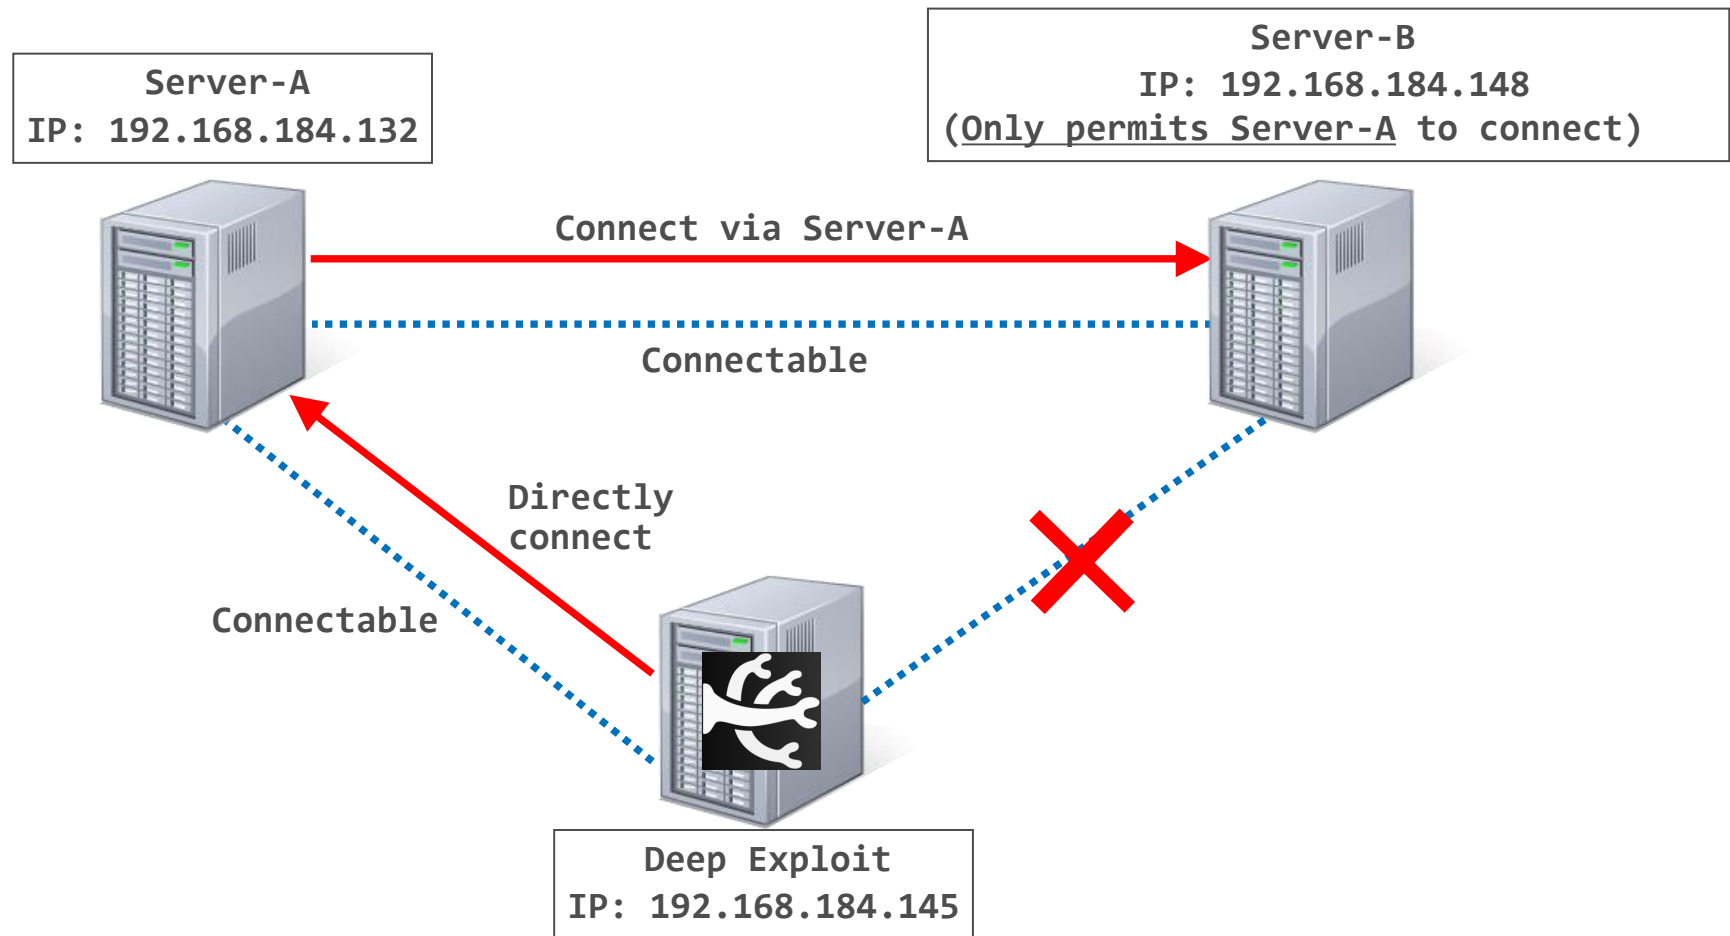 Server-A
IP: 192.168.184.132
Server-B
IP: 192.168.184.148
(Only permits Server-A to connect)
Connect via Server-A
Connectable
Directly
connect
Connectable
Deep Exploit
IP: 192.168.184.145